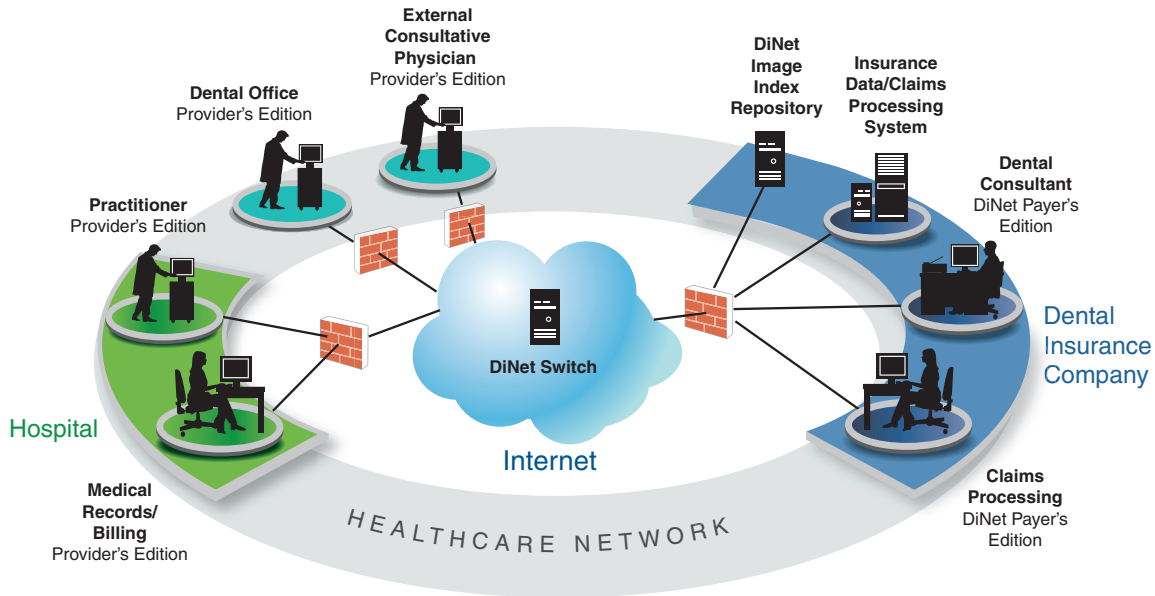 External
Consultative
Physician
Provider’s Edition
Dental Office
Provider’s Edition
Practitioner
Provider’s Edition
DiNet
Image
Index
Repository
Insurance
Data/Claims
Processing
System
Dental
Consultant
DiNet Payer’s
Edition
DiNet Switch
Dental
Insurance
Company
Hospital
Internet
Medical
Records/
Billing
Provider’s Edition
Claims
Processing
DiNet Payer’s
Edition
HEALTHCARE NETWORK